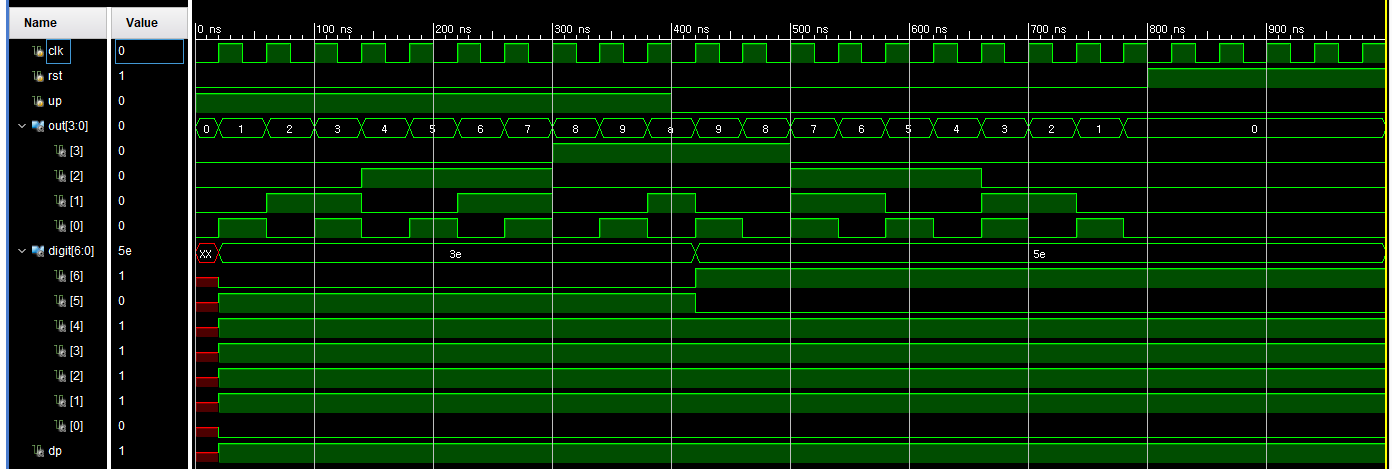 Name Value
0 ns 100 ns 200 ns 300 ns 400 ns 500 ns 600 ns 700 ns 800 ns 900 ns
clk 0
rst 1
up 0
out[3:0] 0 0 1 2 3 4 5 6 7 8 9 a 9 8 7 6 5 4 3 2 1 0
[3] 0
[2] 0
[1] 0
[0] 0
digit[6:0] 5e XX 3e 5e
[6] 1
[5] 0
[4] 1
[3] 1
[2] 1
[1] 1
[0] 0
dp 1